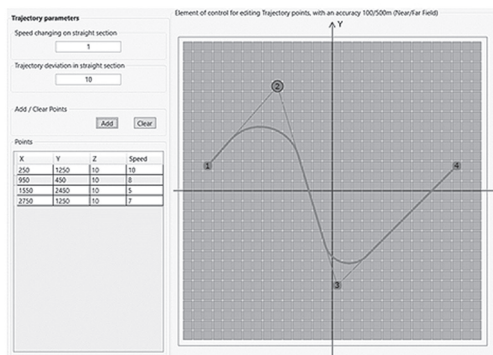 Trajectory parameters
Speed changing on straight section
1
Trajectory deviation in straight section
10
Add / Clear Points
Add
Clear
Points
X Y Z Speed
250 1250 10 10
950 450 10 8
1550 2450 10 5
2750 1250 10 7
Element of control for editing Trajectory points, with an accuracy 100/500m (Near/Far Field)
Y
2
1
4
3